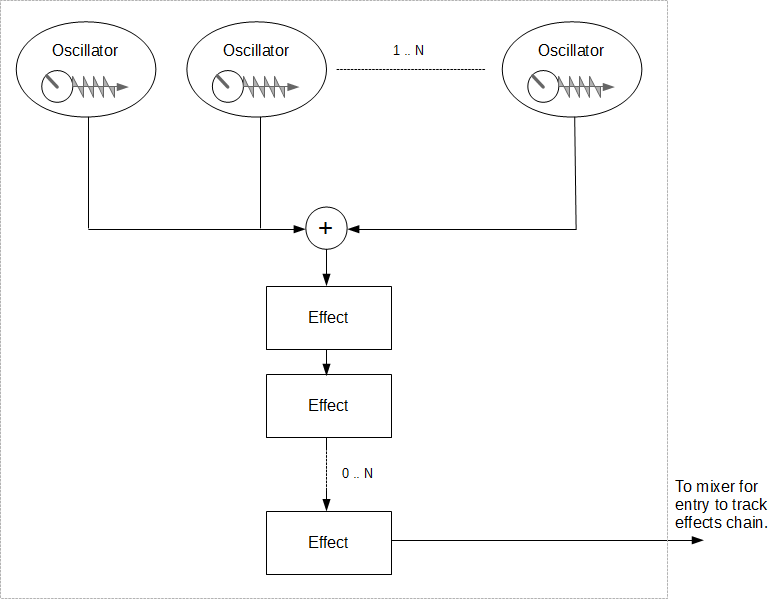 Oscillator
Oscillator
1 .. N
Oscillator
+
Effect
Effect
0 .. N
Effect
To mixer for
entry to track
effects chain.